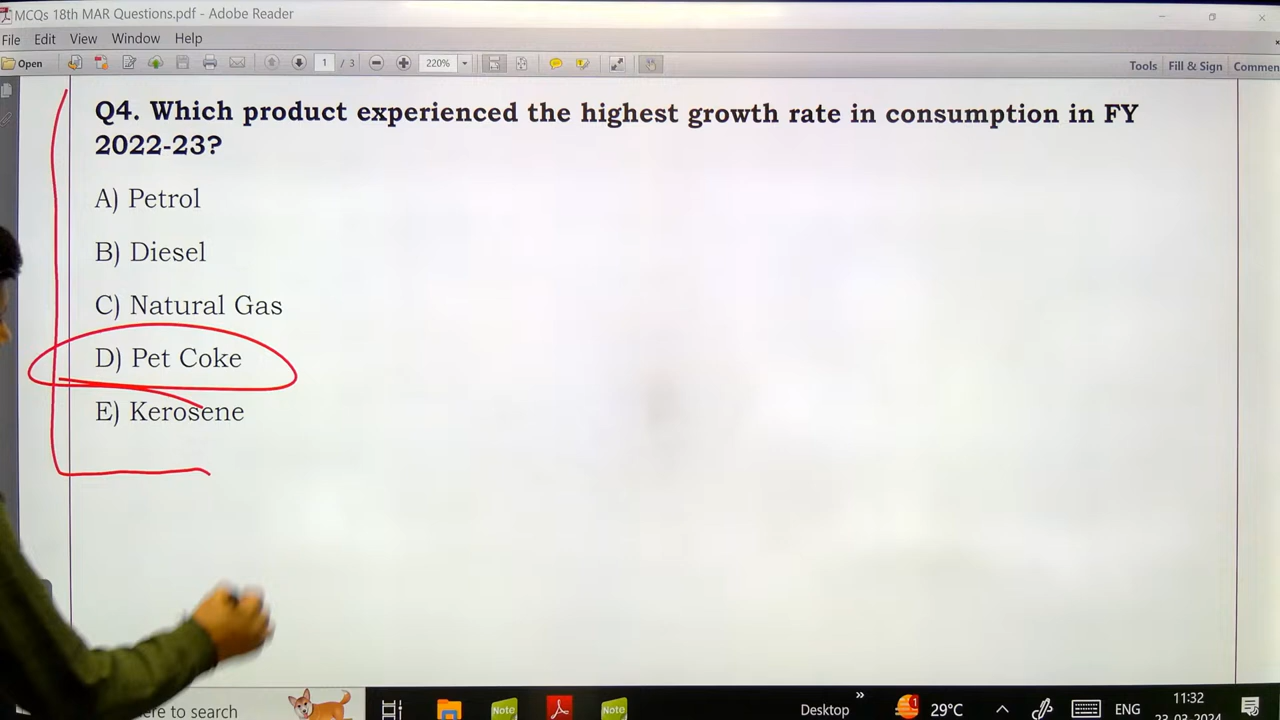 MCQs 18th MAR Questions.pdf - Adobe Reader
File Edit View Window Help
Open 1 / 3 220% Tools Fill & Sign Commen
Q4. Which product experienced the highest growth rate in consumption in FY
2022-23?
A) Petrol
B) Diesel
C) Natural Gas
D) Pet Coke
E) Kerosene
ere to search Note Note Desktop » 29°C ENG 11:32